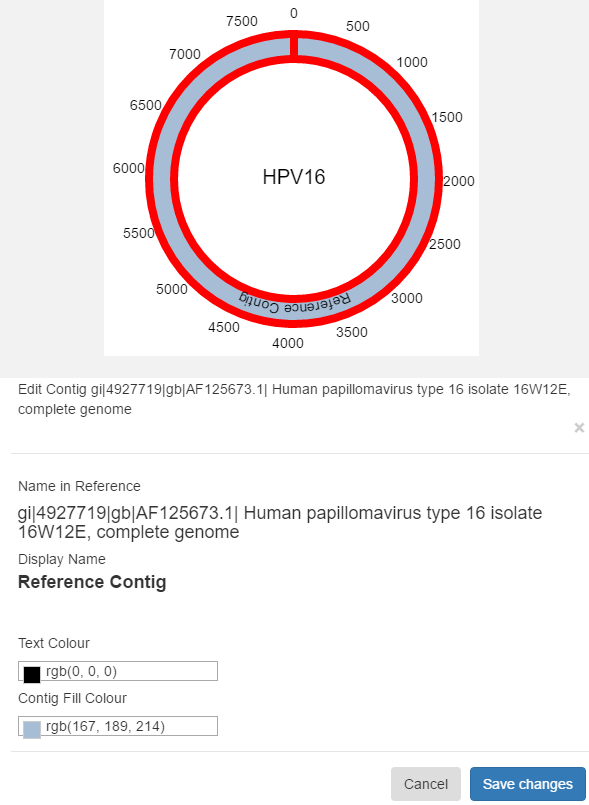 0
500
1000
1500
2000
2500
3000
3500
4000
4500
5000
5500
6000
6500
7000
7500
HPV16
Reference Contig
Edit Contig gi|4927719|gb|AF125673.1| Human papillomavirus type 16 isolate 16W12E,
complete genome
×
Name in Reference
gi|4927719|gb|AF125673.1| Human papillomavirus type 16 isolate
16W12E, complete genome
Display Name
Reference Contig
Text Colour
rgb(0, 0, 0)
Contig Fill Colour
rgb(167, 189, 214)
Cancel Save changes